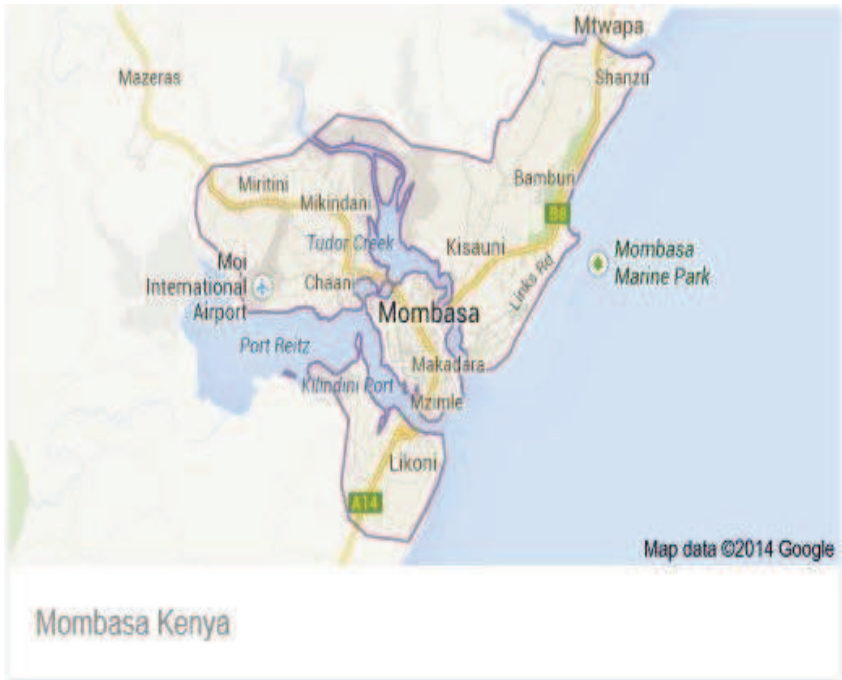 Mtwapa
Mazeras
Shanzu
Bamburi
Miritini
Mikindani
B8
Tudor Creek
Kisauni
Mombasa
Marine Park
Moi
International
Airport
Chaani
Links Rd
Mombasa
Port Reitz
Makadara
Kilindini Port
Mzimle
Likoni
A14
Map data ©2014 Google
Mombasa Kenya